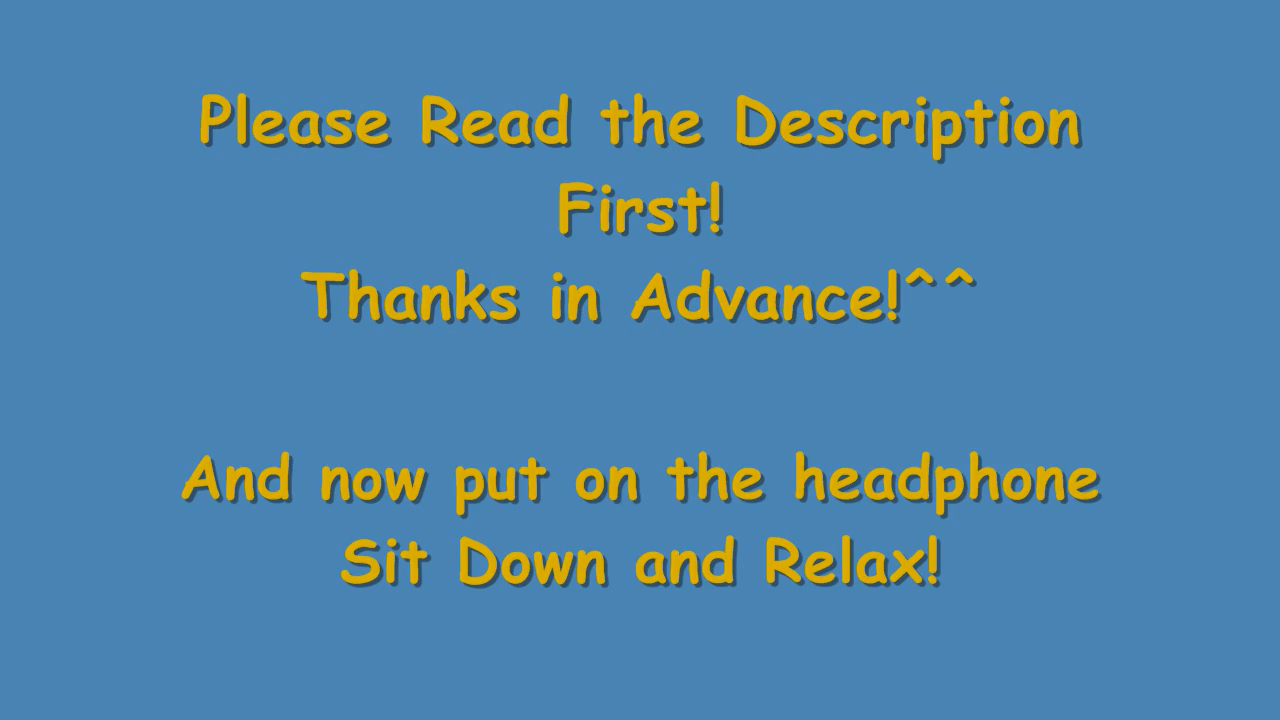 Please Read the Description
First!
Thanks in Advance!^^
And now put on the headphone
Sit Down and Relax!